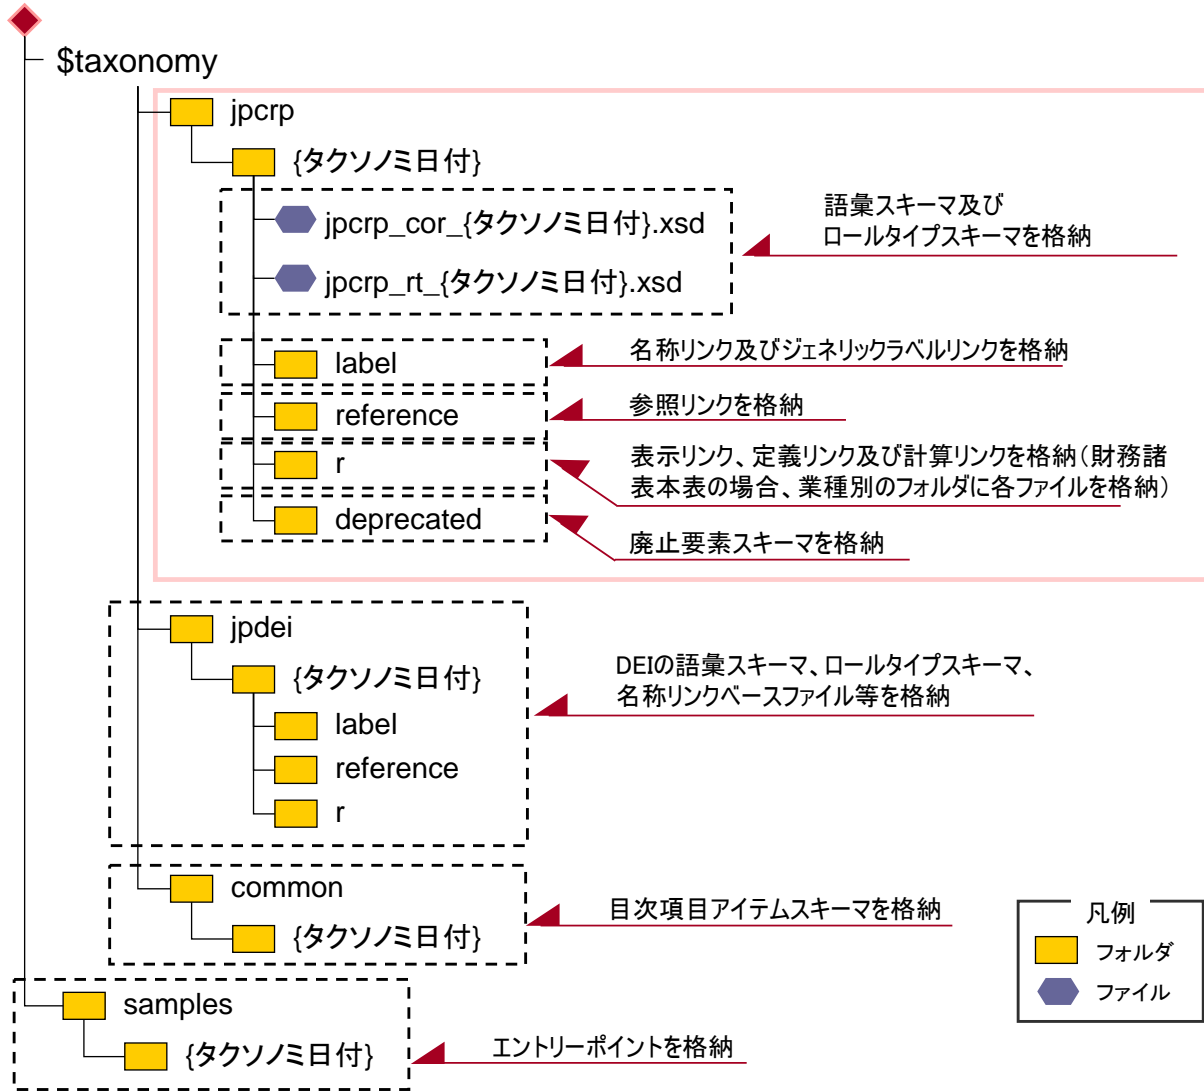 $taxonomy
jpcrp
{タクソノミ日付}
jpcrp_cor_{タクソノミ日付}.xsd
jpcrp_rt_{タクソノミ日付}.xsd
語彙スキーマ及び
ロールタイプスキーマを格納
label
名称リンク及びジェネリックラベルリンクを格納
reference
参照リンクを格納
r
表示リンク、定義リンク及び計算リンクを格納（財務諸
表本表の場合、業種別のフォルダに各ファイルを格納）
deprecated
廃止要素スキーマを格納
jpdei
{タクソノミ日付}
label
reference
r
DEIの語彙スキーマ、ロールタイプスキーマ、
名称リンクベースファイル等を格納
common
{タクソノミ日付}
目次項目アイテムスキーマを格納
samples
{タクソノミ日付}
エントリーポイントを格納
凡例
フォルダ
ファイル